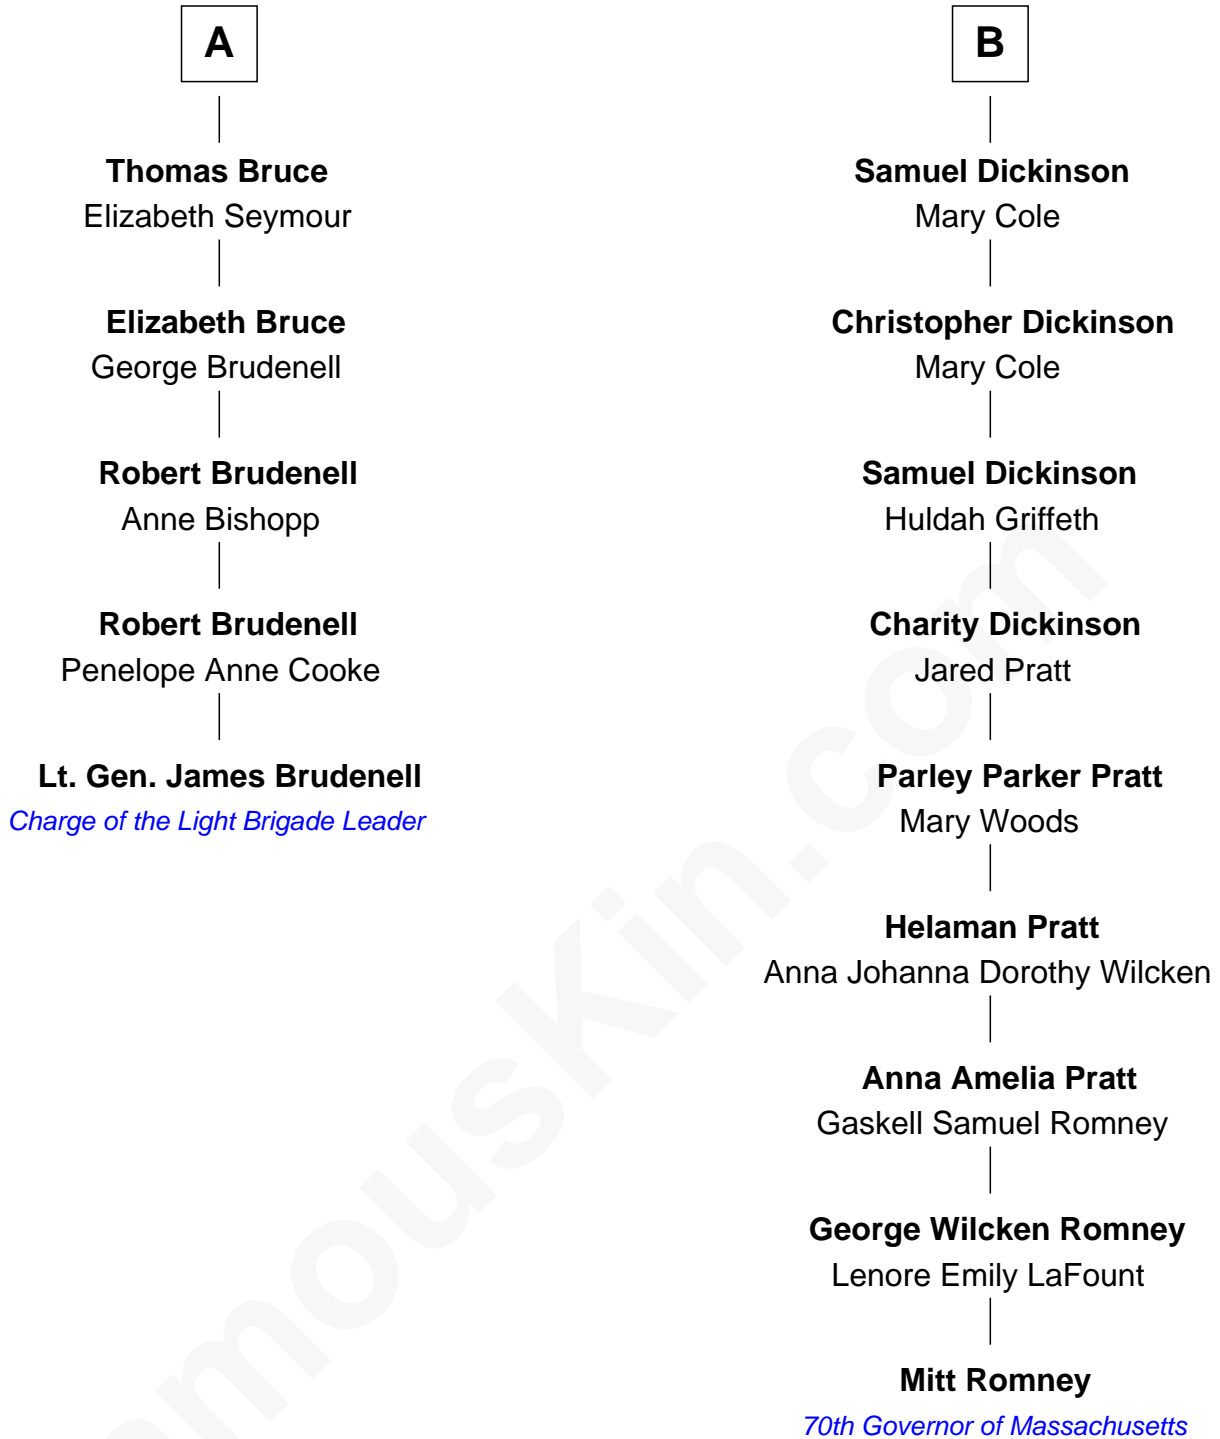 A
Thomas Bruce
Elizabeth Seymour
Elizabeth Bruce
George Brudenell
Robert Brudenell
Anne Bishopp
Robert Brudenell
Penelope Anne Cooke
Lt. Gen. James Brudenell
Charge of the Light Brigade Leader
B
Samuel Dickinson
Mary Cole
Christopher Dickinson
Mary Cole
Samuel Dickinson
Huldah Griffeth
Charity Dickinson
Jared Pratt
Parley Parker Pratt
Mary Woods
Helaman Pratt
Anna Johanna Dorothy Wilcken
Anna Amelia Pratt
Gaskell Samuel Romney
George Wilcken Romney
Lenore Emily LaFount
Mitt Romney
70th Governor of Massachusetts
mouskin.com